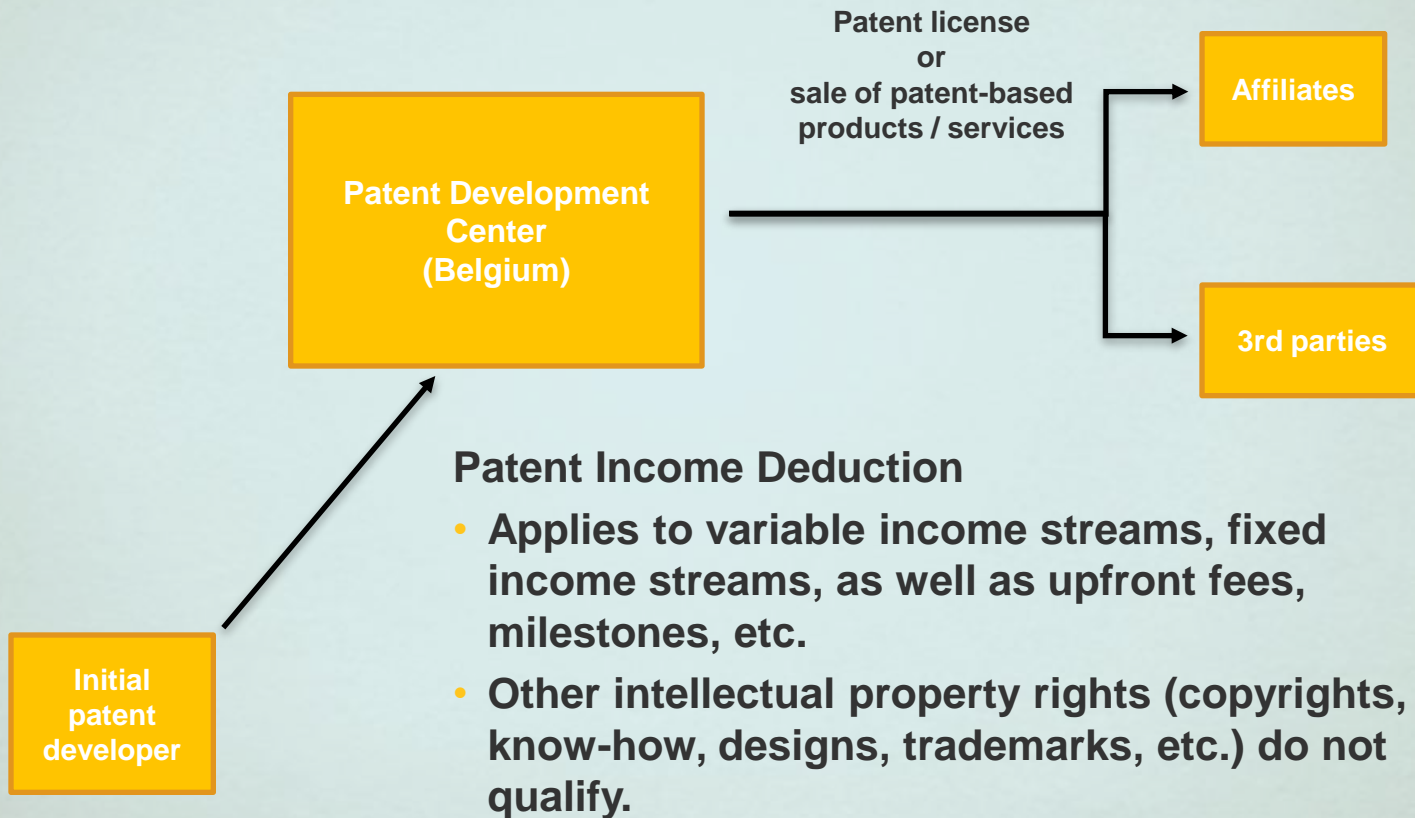 Patent license
or
sale of patent-based
products / services
Affiliates
Patent Development
Center
(Belgium)
3rd parties
Patent Income Deduction
• Applies to variable income streams, fixed
income streams, as well as upfront fees,
milestones, etc.
• Other intellectual property rights (copyrights,
know-how, designs, trademarks, etc.) do not
qualify.
Initial
patent
developer